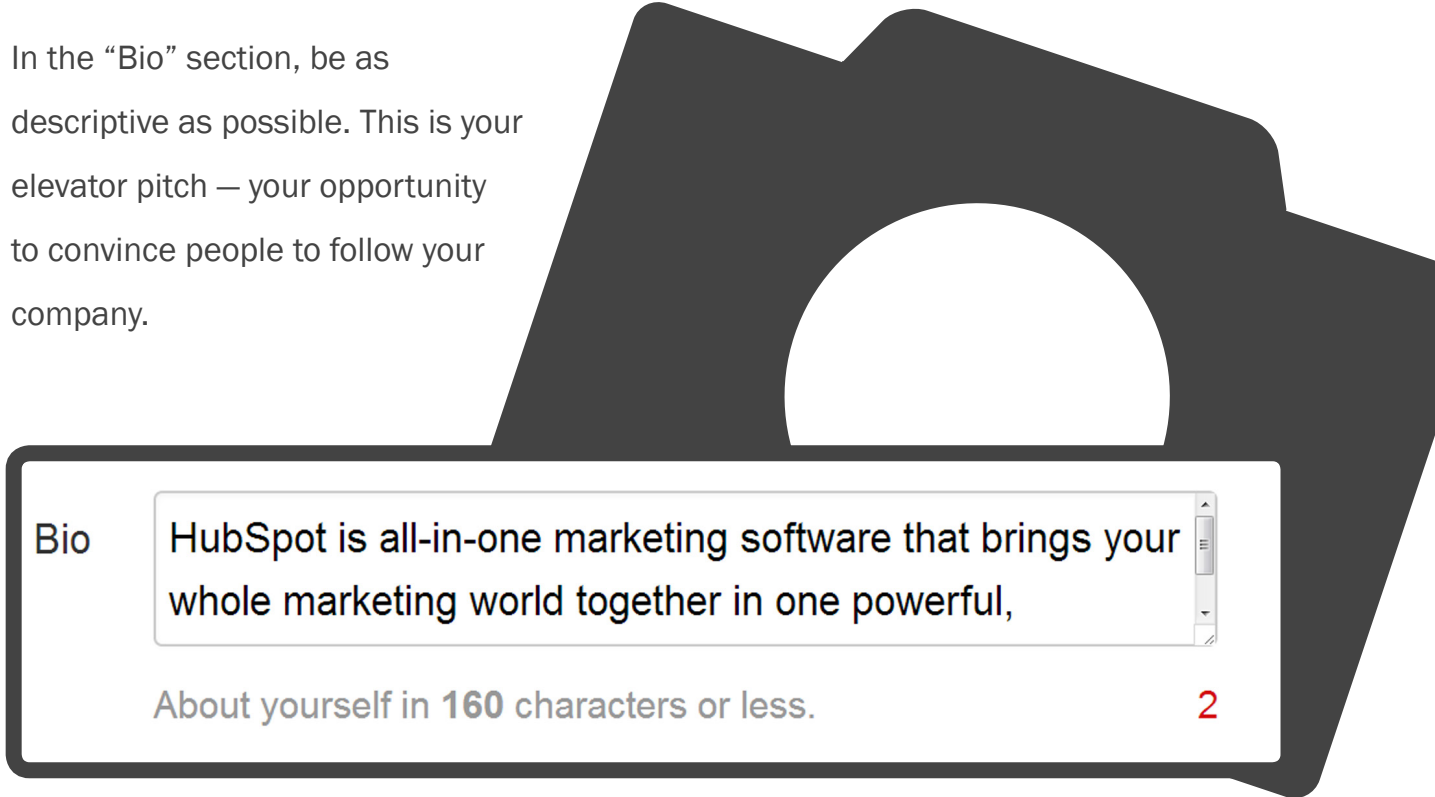 In the “Bio” section, be as
descriptive as possible. This is your
elevator pitch — your opportunity
to convince people to follow your
company.
Bio
HubSpot is all-in-one marketing software that brings your
whole marketing world together in one powerful,
About yourself in 160 characters or less.
2